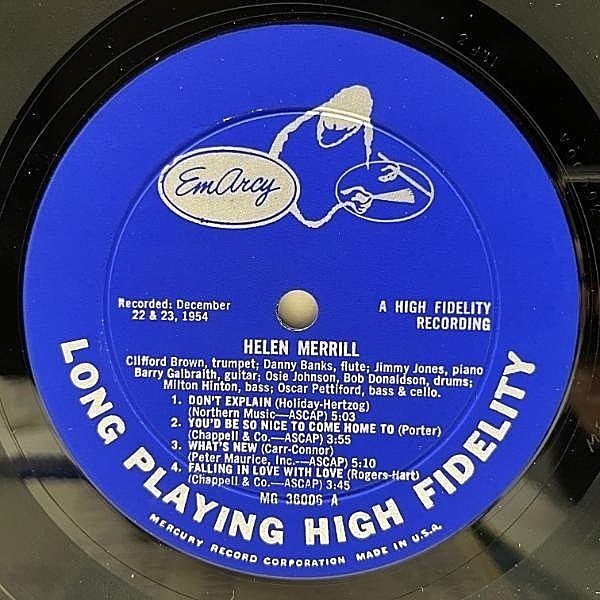 EmArcy
Recorded: December
22 & 23, 1954
A HIGH FIDELITY
RECORDING
HELEN MERRILL
Clifford Brown, trumpet; Danny Banks, flute; Jimmy Jones, piano
Barry Galbraith, guitar; Osie Johnson, Bob Donaldson, drums;
Milton Hinton, bass; Oscar Pettiford, bass & cello.
1. DON'T EXPLAIN (Holiday-Hertzog)
(Northern Music—ASCAP) 5:03
2. YOU'D BE SO NICE TO COME HOME TO (Porter)
(Chappell & Co.—ASCAP) 3:55
3. WHAT'S NEW (Carr-Connor)
(Peter Maurice, Inc.—ASCAP) 5:10
4. FALLING IN LOVE WITH LOVE (Rogers-Hart)
(Chappell & Co.—ASCAP) 3:45
MG 36006 A
LONG PLAYING HIGH FIDELITY
MERCURY RECORD CORPORATION MADE IN U.S.A.